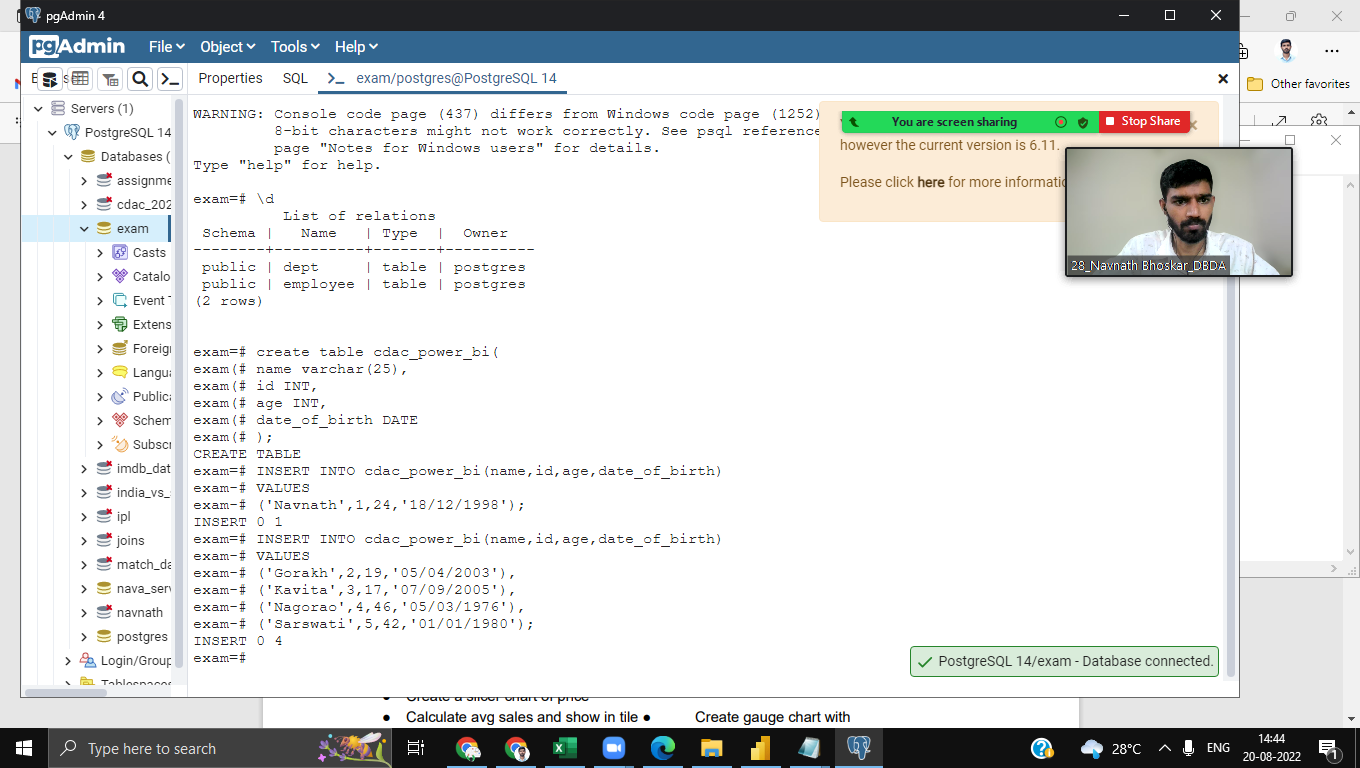 pgAdmin 4
pgAdmin File Object Tools Help
Properties SQL exam/postgres@PostgreSQL 14
Other favorites
Servers (1)
PostgreSQL 14
Databases (
assignme
cdac_202
exam
Casts
Catalo
Event T
Extens
Foreig
Langu
Publica
Schem
Subscr
imdb_dat
india_vs_
ipl
joins
match_da
nava_serv
navnath
postgres
Login/Group
Tablespaces
WARNING: Console code page (437) differs from Windows code page (1252)
8-bit characters might not work correctly. See psql reference
page "Notes for Windows users" for details.
Type "help" for help.
exam=# \d
List of relations
Schema | Name | Type | Owner
--------+----------+-------+----------
public | dept | table | postgres
public | employee | table | postgres
(2 rows)
exam=# create table cdac_power_bi(
exam(# name varchar(25),
exam(# id INT,
exam(# age INT,
exam(# date_of_birth DATE
exam(# );
CREATE TABLE
exam=# INSERT INTO cdac_power_bi(name,id,age,date_of_birth)
exam-# VALUES
exam-# ('Navnath',1,24,'18/12/1998');
INSERT 0 1
exam=# INSERT INTO cdac_power_bi(name,id,age,date_of_birth)
exam-# VALUES
exam-# ('Gorakh',2,19,'05/04/2003'),
exam-# ('Kavita',3,17,'07/09/2005'),
exam-# ('Nagorao',4,46,'05/03/1976'),
exam-# ('Sarswati',5,42,'01/01/1980');
INSERT 0 4
exam=#
You are screen sharing Stop Share
however the current version is 6.11.
Please click here for more informatio
28_Navnath Bhoskar_DBDA
PostgreSQL 14/exam - Database connected.
● Create a slicer chart of price
● Calculate avg sales and show in tile ● Create gauge chart with
Type here to search
28°C ENG
14:44
20-08-2022
1